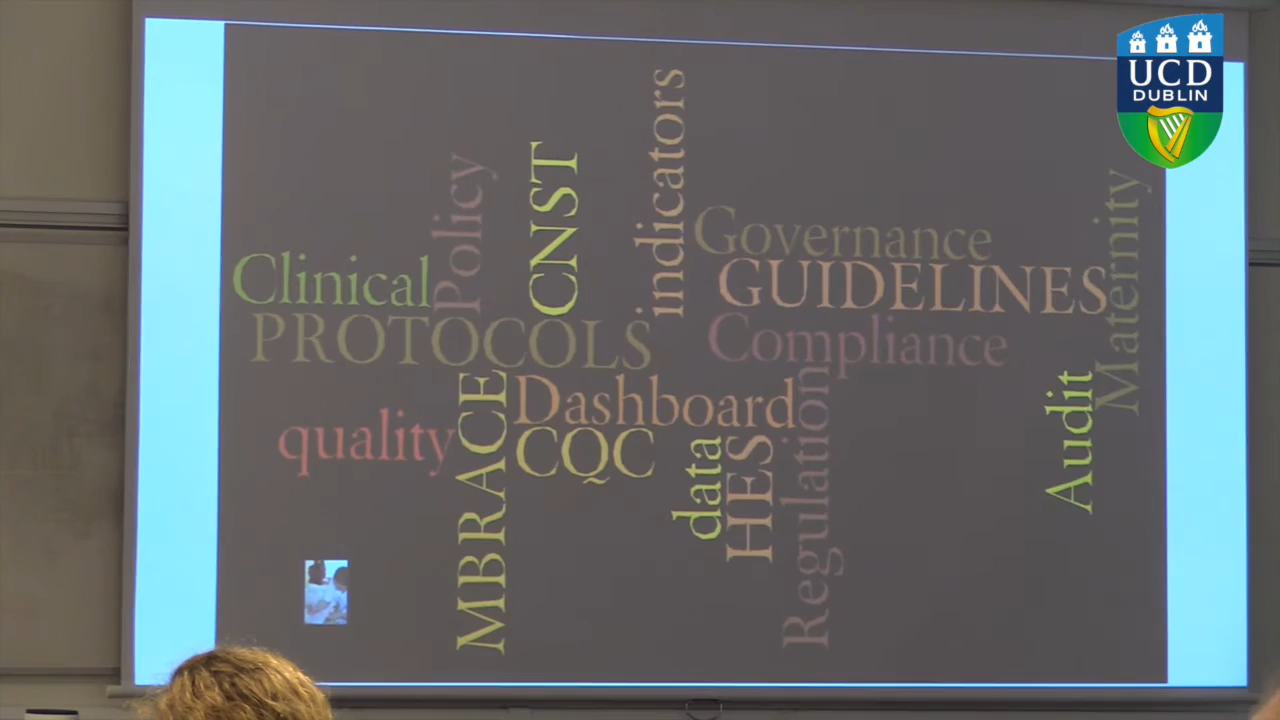 UCD
DUBLIN
indicators
Policy
CNST
Governance
Clinical
GUIDELINES
Maternity
PROTOCOLS
Compliance
Dashboard
quality
MBRACE
CQC
data
HES
Regulation
Audit